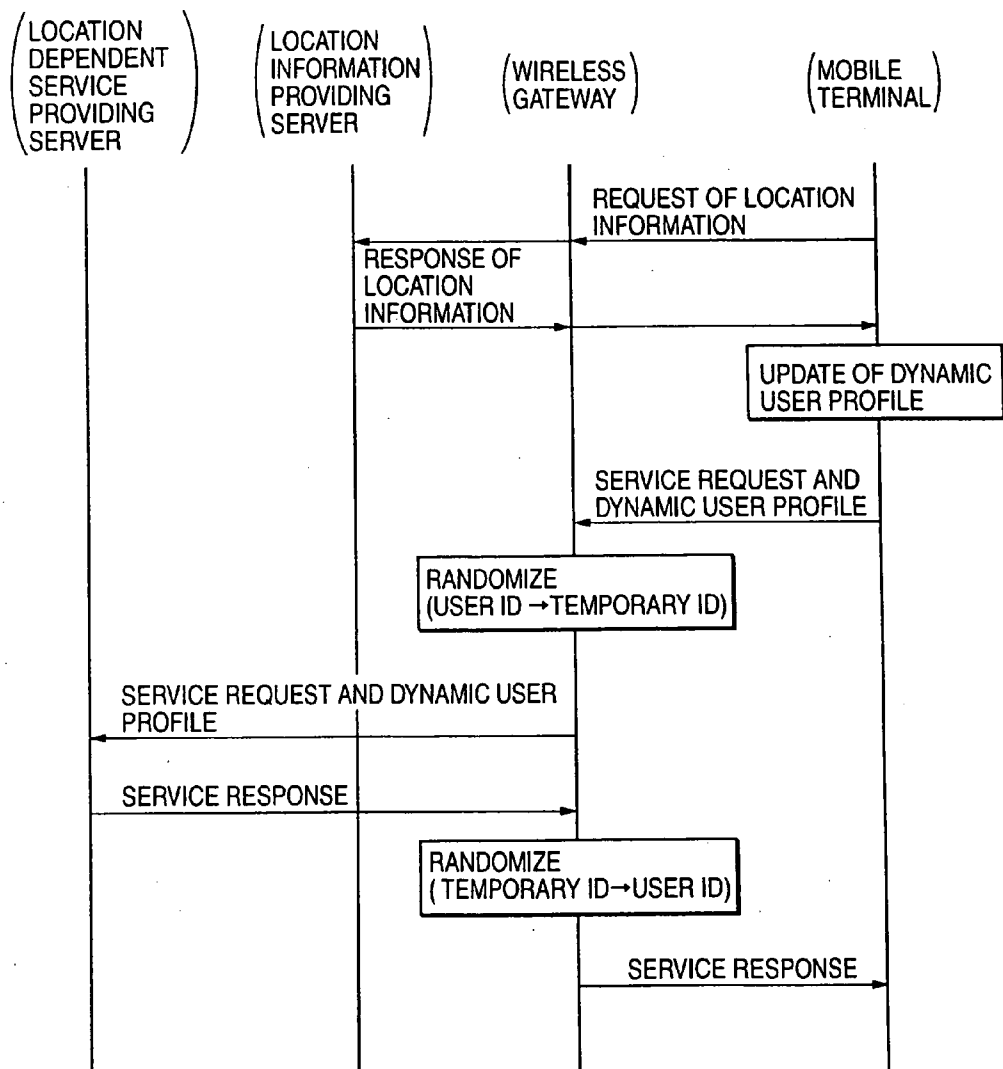 (LOCATION
DEPENDENT
SERVICE
PROVIDING
SERVER)
(LOCATION
INFORMATION
PROVIDING
SERVER)
(WIRELESS
GATEWAY)
(MOBILE
TERMINAL)
REQUEST OF LOCATION
INFORMATION
RESPONSE OF
LOCATION
INFORMATION
UPDATE OF DYNAMIC
USER PROFILE
SERVICE REQUEST AND
DYNAMIC USER PROFILE
RANDOMIZE
(USER ID →TEMPORARY ID)
SERVICE REQUEST AND DYNAMIC USER
PROFILE
SERVICE RESPONSE
RANDOMIZE
( TEMPORARY ID→USER ID)
SERVICE RESPONSE